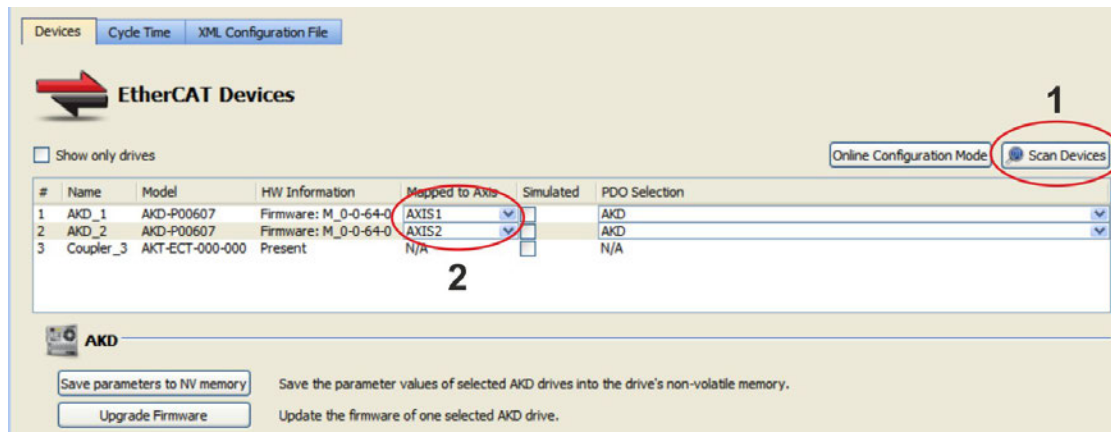 Devices Cycle Time XML Configuration File
EtherCAT Devices
1
Show only drives Online Configuration Mode Scan Devices
# Name Model HW Information Mapped to Axis Simulated PDO Selection
1 AKD_1 AKD-P00607 Firmware: M_0-0-64-0 AXIS1 AKD
2 AKD_2 AKD-P00607 Firmware: M_0-0-64-0 AXIS2 AKD
3 Coupler_3 AKT-ECT-000-000 Present N/A N/A
2
AKD
Save parameters to NV memory Save the parameter values of selected AKD drives into the drive's non-volatile memory.
Upgrade Firmware Update the firmware of one selected AKD drive.